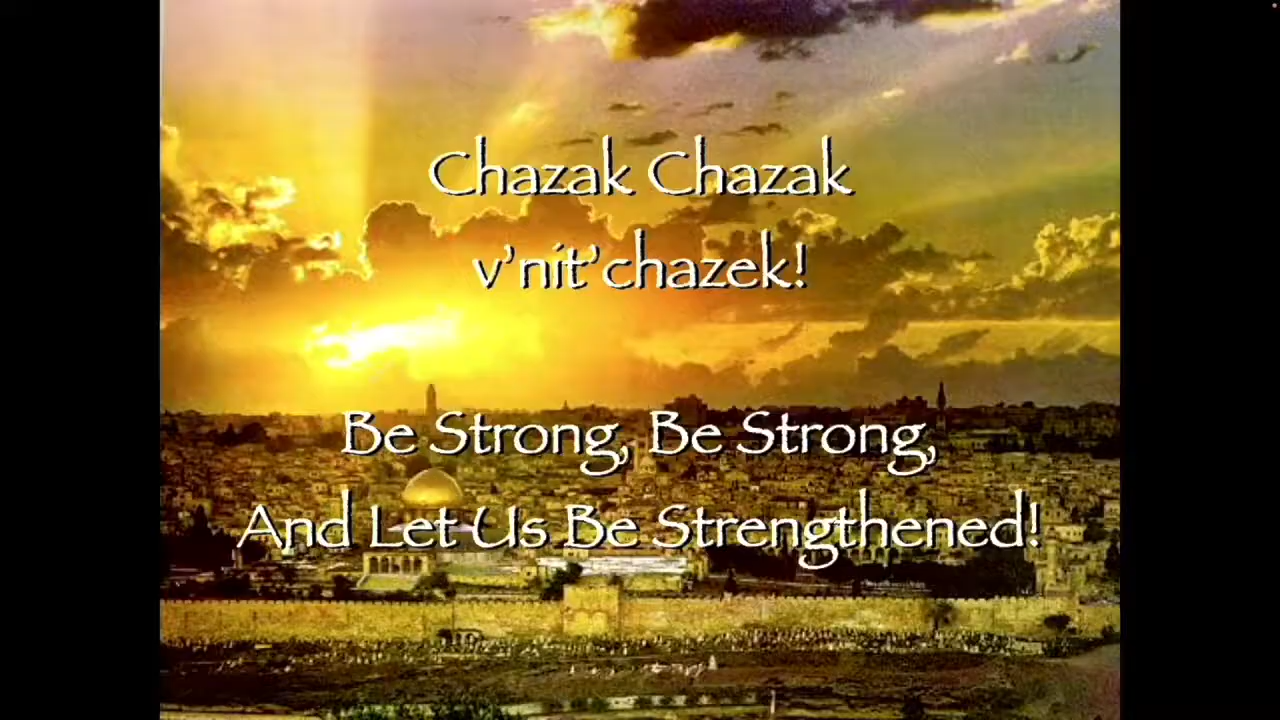 Chazak Chazak
v’nit’chazek!
Be Strong, Be Strong,
And Let Us Be Strengthened!